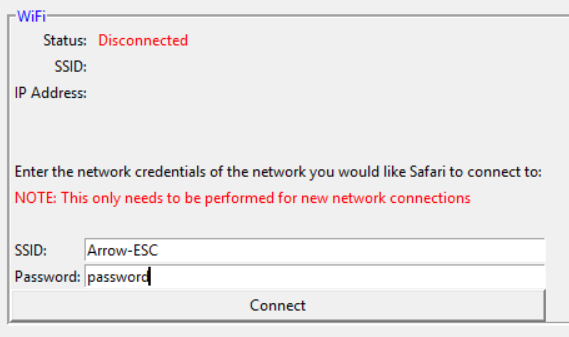 WiFi
Status: Disconnected
SSID:
IP Address:
Enter the network credentials of the network you would like Safari to connect to:
NOTE: This only needs to be performed for new network connections
SSID: Arrow-ESC
Password: password
Connect